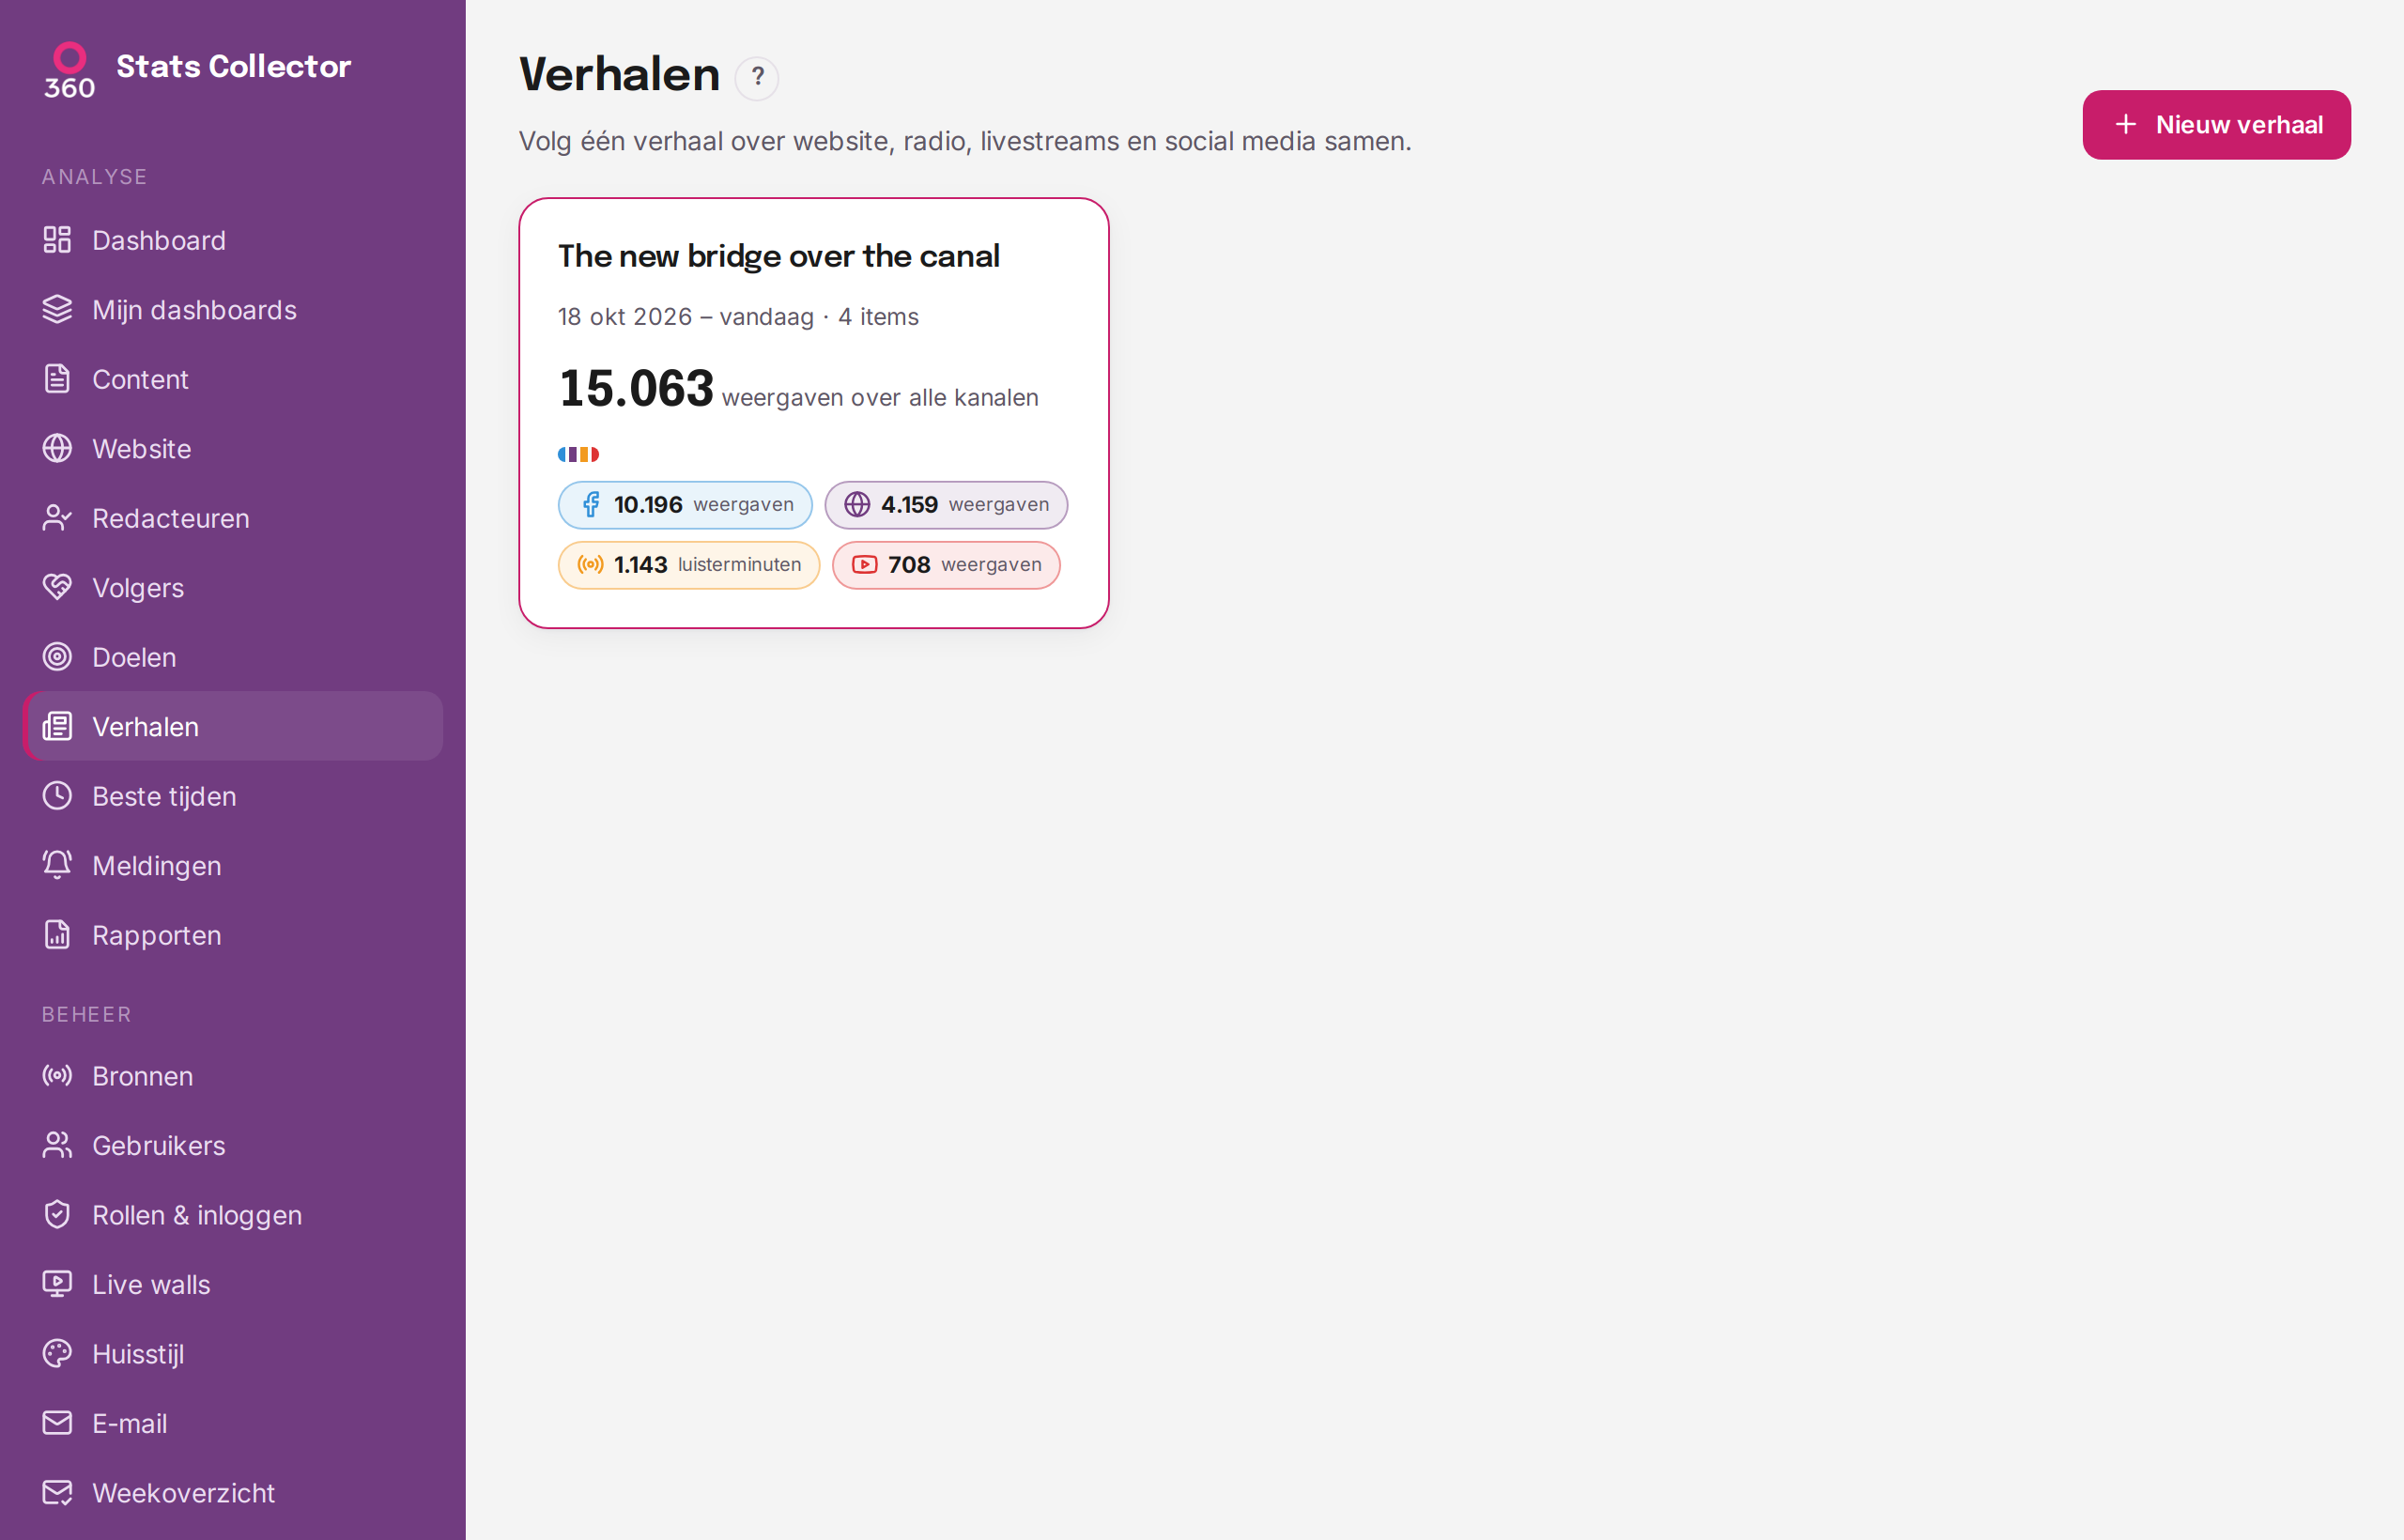 360 Stats Collector
ANALYSE
Dashboard
Mijn dashboards
Content
Website
Redacteuren
Volgers
Doelen
Verhalen
Beste tijden
Meldingen
Rapporten
BEHEER
Bronnen
Gebruikers
Rollen & inloggen
Live walls
Huisstijl
E-mail
Weekoverzicht
Verhalen ?
Volg één verhaal over website, radio, livestreams en social media samen.
+ Nieuw verhaal
The new bridge over the canal
18 okt 2026 – vandaag · 4 items
15.063 weergaven over alle kanalen
10.196 weergaven 4.159 weergaven
1.143 luisterminuten 708 weergaven